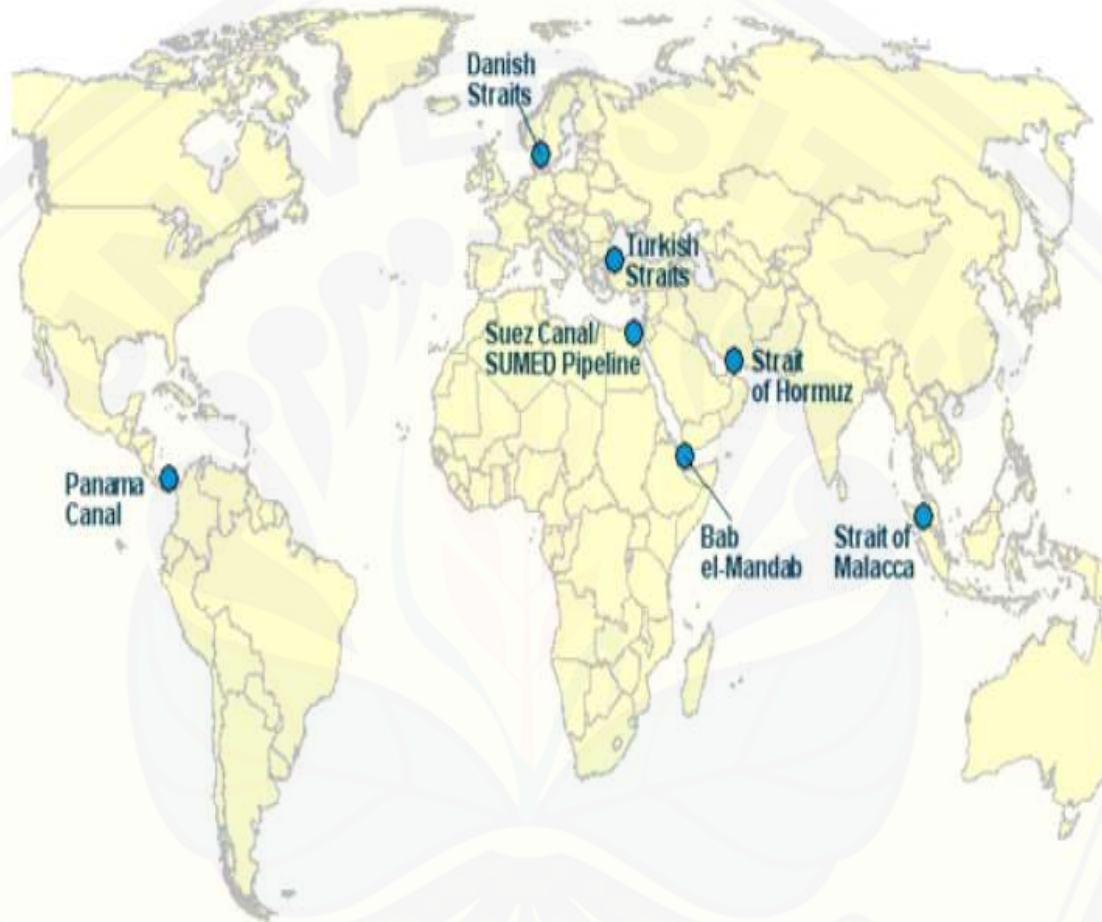 Danish
Straits
Turkish
Straits
Suez Canal/
SUMED Pipeline
Strait
of Hormuz
Panama
Canal
Bab
el-Mandab
Strait of
Malacca